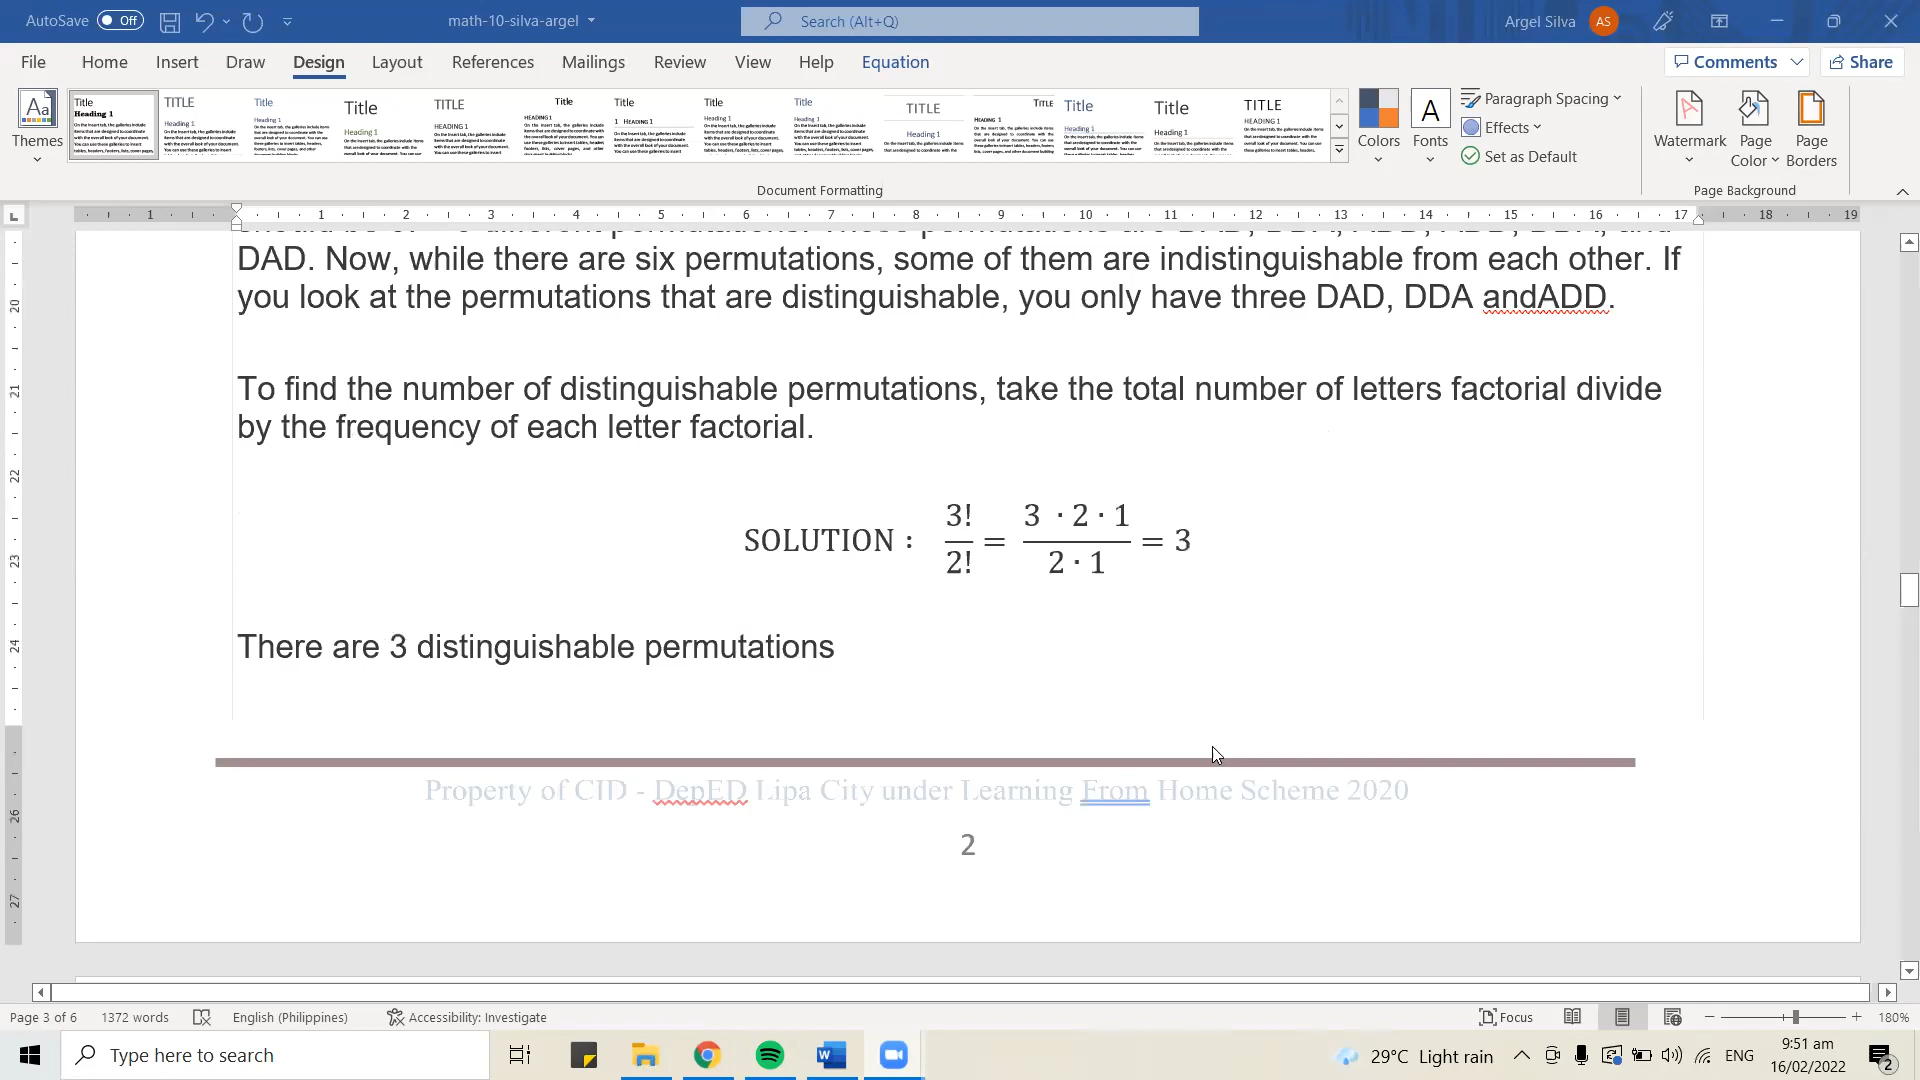 AutoSave Off math-10-silva-argel Search (Alt+Q) Argel Silva AS
File Home Insert Draw Design Layout References Mailings Review View Help Equation Comments Share
Themes Colors Fonts Paragraph Spacing Effects Set as Default Watermark Page Color Page Borders
Document Formatting Page Background
DAD. Now, while there are six permutations, some of them are indistinguishable from each other. If
you look at the permutations that are distinguishable, you only have three DAD, DDA andADD.
To find the number of distinguishable permutations, take the total number of letters factorial divide
by the frequency of each letter factorial.
SOLUTION : 3!/2! = 3 · 2 · 1/2 · 1 = 3
There are 3 distinguishable permutations
Property of CID - DepED Lipa City under Learning From Home Scheme 2020
2
Page 3 of 6 1372 words English (Philippines) Accessibility: Investigate Focus 180%
Type here to search 29°C Light rain ENG 9:51 am
16/02/2022 2